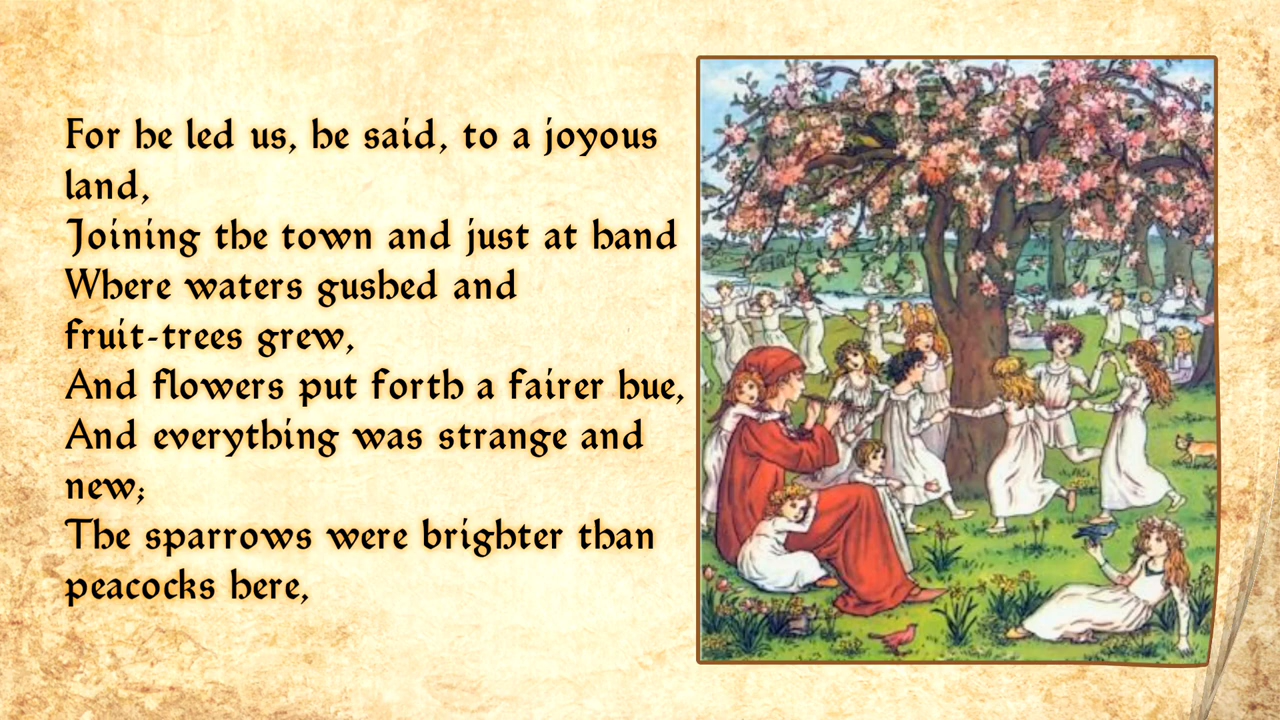 For he led us, he said, to a joyous
land,
Joining the town and just at hand
Where waters gushed and
fruit-trees grew,
And flowers put forth a fairer hue,
And everything was strange and
new;
The sparrows were brighter than
peacocks here,